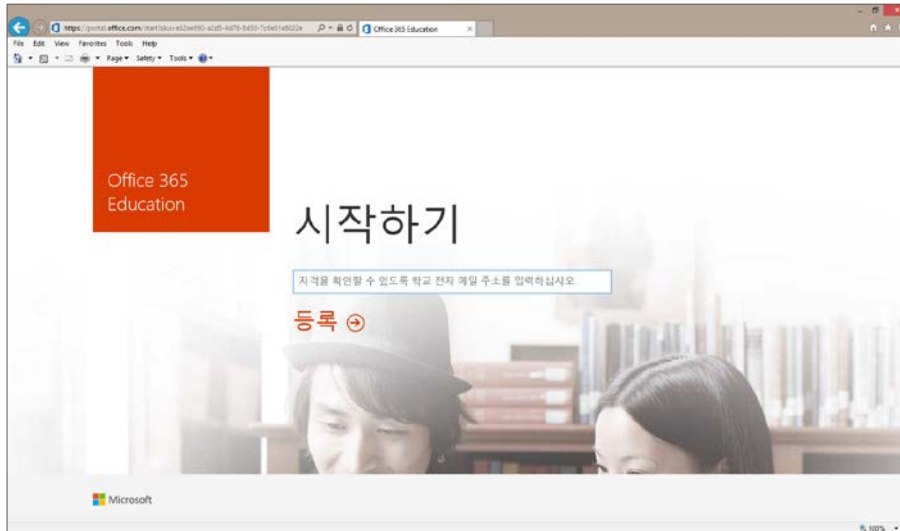 Office 365 Education
File Edit View Favorites Tools Help
Page Safety Tools
Office 365
Education
시작하기
자격을 확인할 수 있도록 학교 전자 메일 주소를 입력하십시오
등록
Microsoft
100%